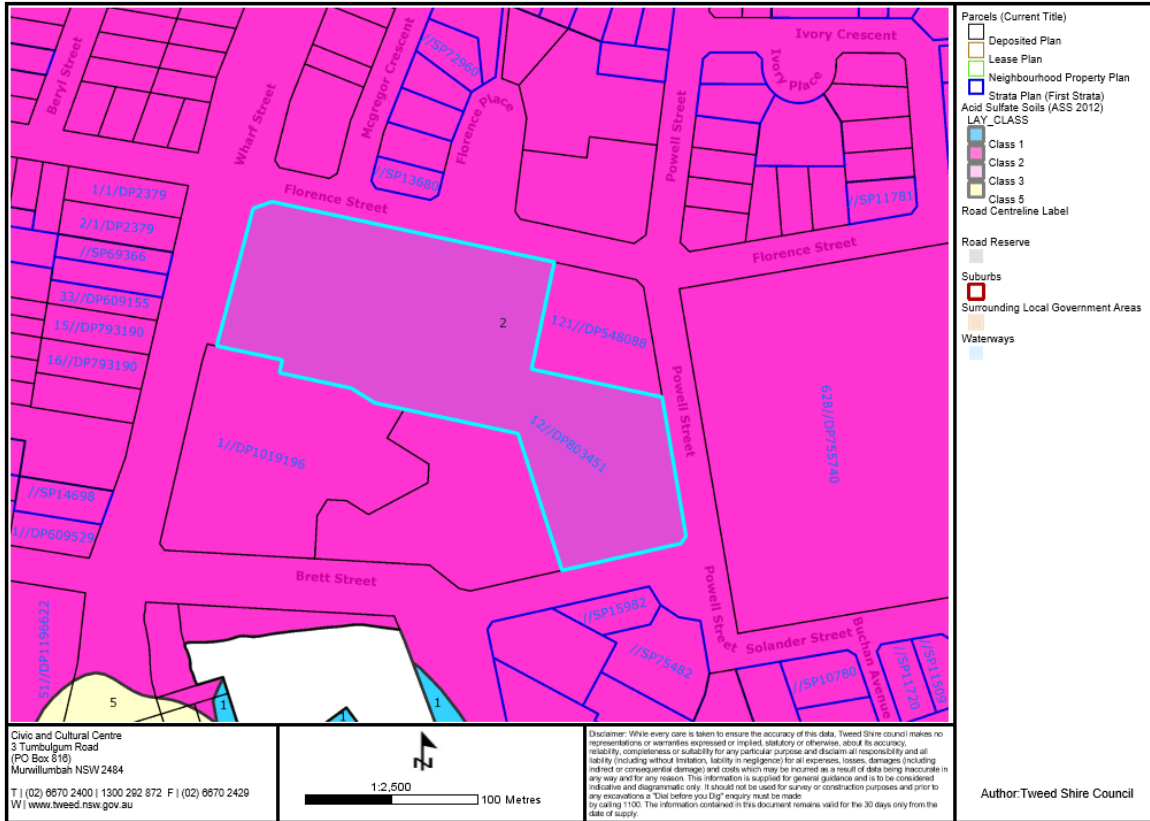 Beryl Street
Wharf Street
Mcgregor Crescent
//SP72960
Florence Place
//SP13680
Powell Street
Ivory Crescent
Ivory Place
//SP11781
Florence Street
Florence Street
1/1/DP2379
2/1/DP2379
//SP69366
33//DP609155
15//DP793190
16//DP793190
2
121//DP548088
Powell Street
628//DP755740
12//DP803451
1//DP1019196
//SP14698
1//DP609529
Brett Street
Powell Street
//SP15982
//SP75482
Solander Street
Buchan Avenue
//SP10780
//SP11720
//SP11509
51//DP1196622
5
1
1
1
Parcels (Current Title)
Deposited Plan
Lease Plan
Neighbourhood Property Plan
Strata Plan (First Strata)
Acid Sulfate Soils (ASS 2012)
LAY_CLASS
Class 1
Class 2
Class 3
Class 5
Road Centreline Label
Road Reserve
Suburbs
Surrounding Local Government Areas
Waterways
Civic and Cultural Centre
3 Tumbulgum Road
(PO Box 816)
Murwillumbah NSW 2484
T | (02) 6670 2400 | 1300 292 872 F | (02) 6670 2429
W | www.tweed.nsw.gov.au
N
1:2,500
100 Metres
Disclaimer: While every care is taken to ensure the accuracy of this data, Tweed Shire council makes no
representations or warranties expressed or implied, statutory or otherwise, about its accuracy,
reliability, completeness or suitability for any particular purpose and disclaim all responsibility and all
liability (including without limitation, liability in negligence) for all expenses, losses, damages (including
indirect or consequential damage) and costs which may be incurred as a result of data being inaccurate in
any way and for any reason. This information is supplied for general guidance and is to be considered
indicative and diagrammatic only. It should not be used for survey or construction purposes and prior to
any excavations a "Dial before you Dig" enquiry must be made
by calling 1100. The information contained in this document remains valid for the 30 days only from the
date of supply.
Author:Tweed Shire Council